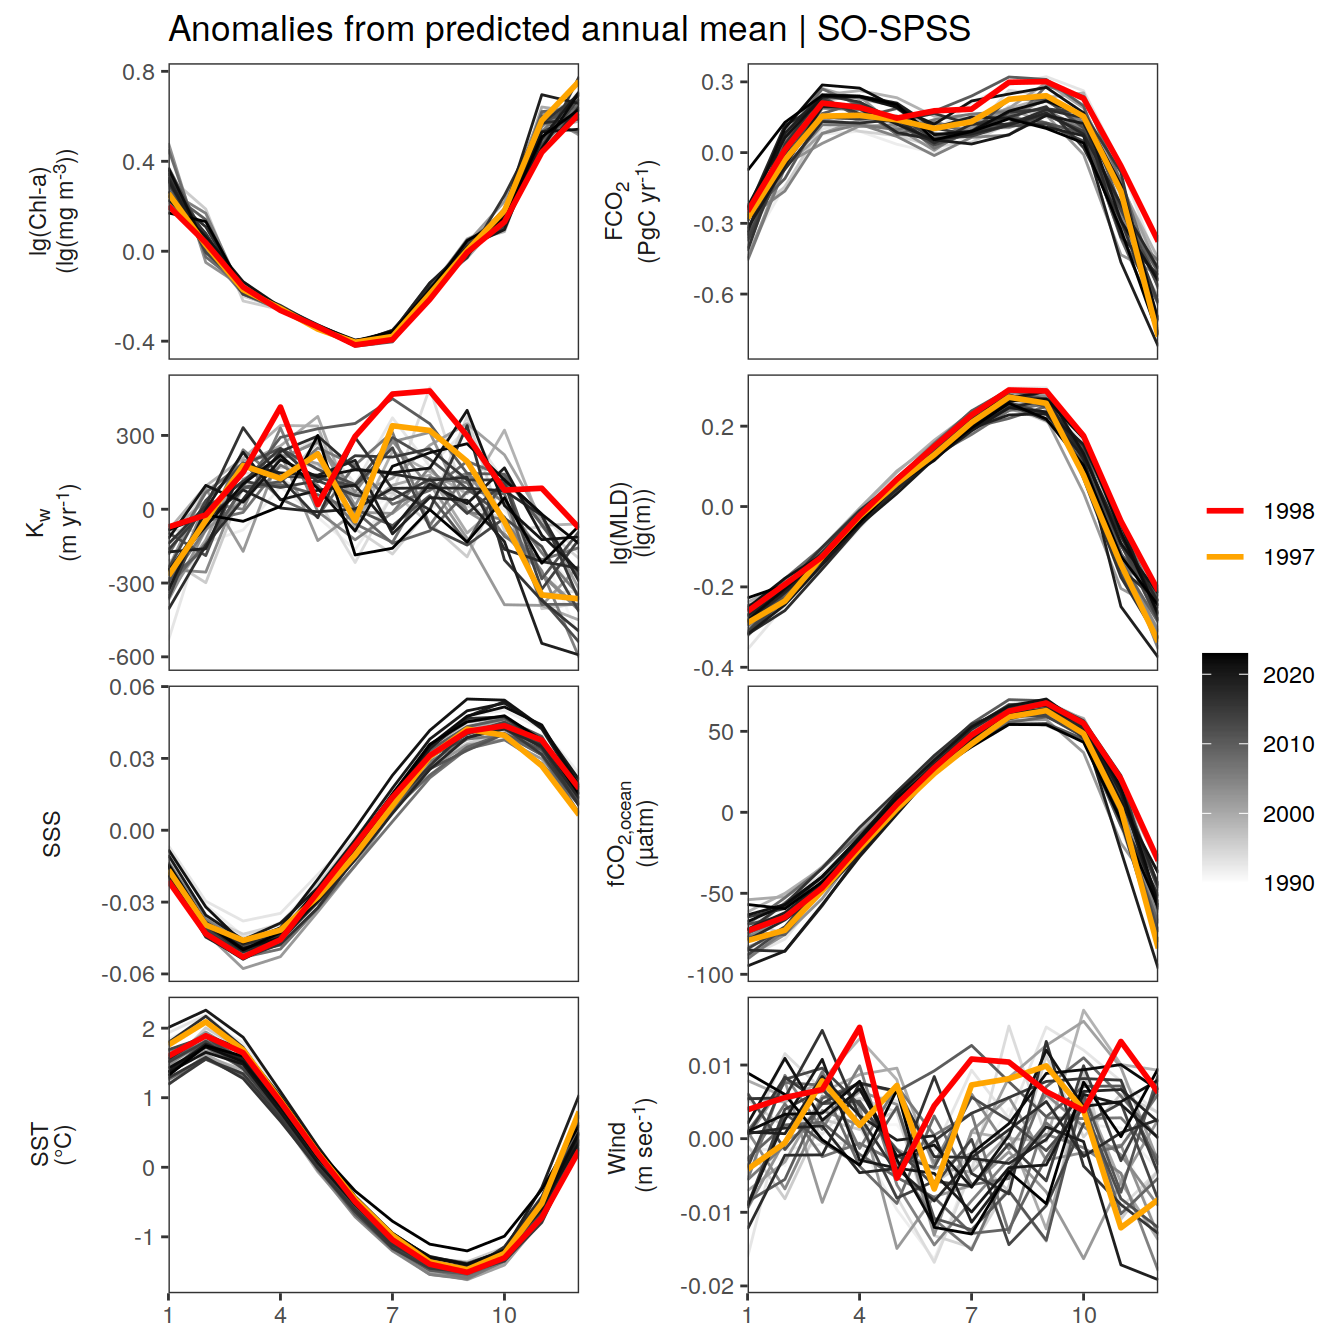 Anomalies from predicted annual mean | SO-SPSS
lg(Chl-a)
(lg(mg m-3))
0.8
0.4
0.0
-0.4
FCO2
(PgC yr-1)
0.3
0.0
-0.3
-0.6
Kw
(m yr-1)
300
0
-300
-600
lg(MLD)
(lg(m))
0.2
0.0
-0.2
-0.4
SSS
0.06
0.03
0.00
-0.03
-0.06
fCO2,ocean
(µatm)
50
0
-50
-100
SST
(°C)
2
1
0
-1
1 4 7 10
Wind
(m sec-1)
0.01
0.00
-0.01
-0.02
1 4 7 10
1998
1997
2020
2010
2000
1990